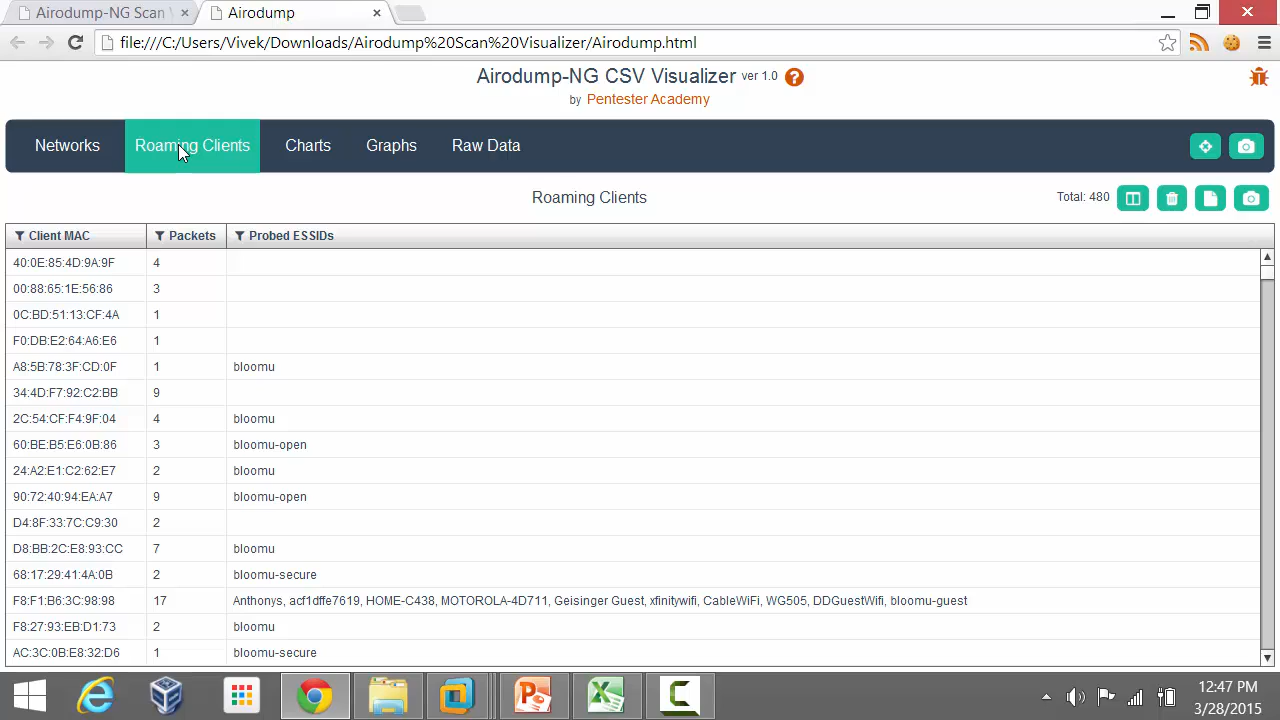 Airodump-NG Scan
Airodump
file:///C:/Users/Vivek/Downloads/Airodump%20Scan%20Visualizer/Airodump.html
Airodump-NG CSV Visualizer ver 1.0
by Pentester Academy
Networks Roaming Clients Charts Graphs Raw Data
Roaming Clients Total: 480
Client MAC Packets Probed ESSIDs
40:0E:85:4D:9A:9F 4
00:88:65:1E:56:86 3
0C:BD:51:13:CF:4A 1
F0:DB:E2:64:A6:E6 1
A8:5B:78:3F:CD:0F 1 bloomu
34:4D:F7:92:C2:BB 9
2C:54:CF:F4:9F:04 4 bloomu
60:BE:B5:E6:0B:86 3 bloomu-open
24:A2:E1:C2:62:E7 2 bloomu
90:72:40:94:EA:A7 9 bloomu-open
D4:8F:33:7C:C9:30 2
D8:BB:2C:E8:93:CC 7 bloomu
68:17:29:41:4A:0B 2 bloomu-secure
F8:F1:B6:3C:98:98 17 Anthonys, acf1dffe7619, HOME-C438, MOTOROLA-4D711, Geisinger Guest, xfinitywifi, CableWiFi, WG505, DDGuestWifi, bloomu-guest
F8:27:93:EB:D1:73 2 bloomu
AC:3C:0B:E8:32:D6 1 bloomu-secure
12:47 PM
3/28/2015